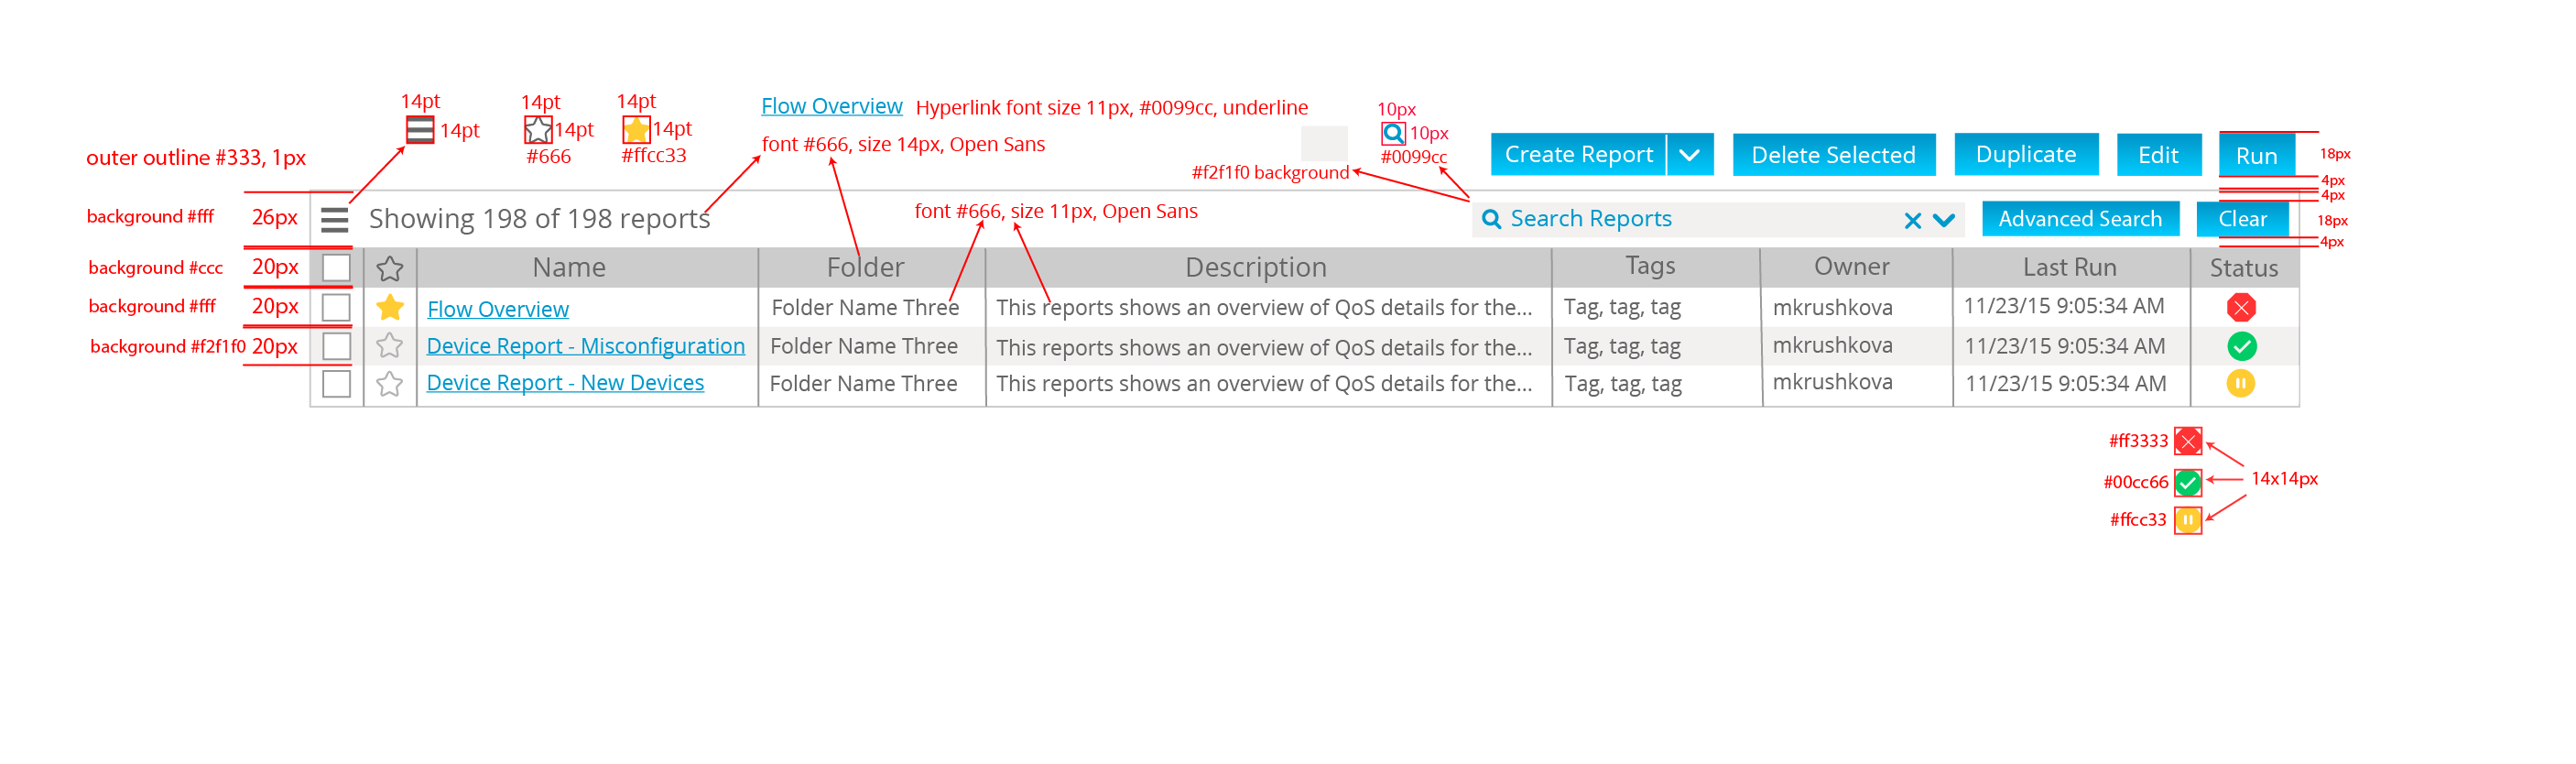 14pt
14pt
14pt
Flow Overview Hyperlink font size 11px, #0099cc, underline
10px
14pt
14pt
14pt
10px
font #666, size 14px, Open Sans
outer outline #333, 1px
#666
#ffcc33
#0099cc
#f2f1f0 background
Create Report
Delete Selected
Duplicate
Edit
Run
18px
4px
4px
background #fff 26px
Showing 198 of 198 reports
font #666, size 11px, Open Sans
Search Reports
Advanced Search
Clear
18px
4px
background #ccc 20px
Name Folder Description Tags Owner Last Run Status
background #fff 20px
Flow Overview Folder Name Three This reports shows an overview of QoS details for the... Tag, tag, tag mkrushkova 11/23/15 9:05:34 AM
background #f2f1f0 20px
Device Report - Misconfiguration Folder Name Three This reports shows an overview of QoS details for the... Tag, tag, tag mkrushkova 11/23/15 9:05:34 AM
Device Report - New Devices Folder Name Three This reports shows an overview of QoS details for the... Tag, tag, tag mkrushkova 11/23/15 9:05:34 AM
#ff3333
#00cc66
14x14px
#ffcc33